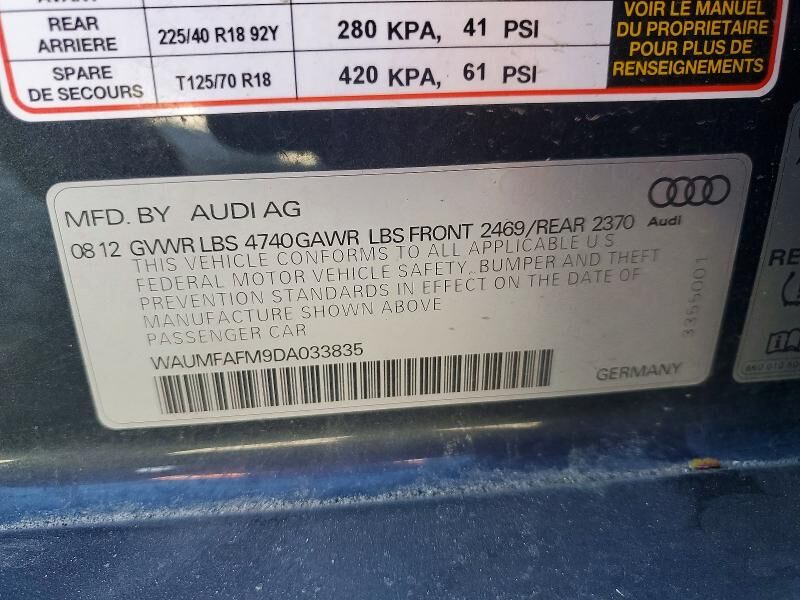 REAR
ARRIERE
225/40 R18 92Y
280 KPA, 41 PSI
SPARE
DE SECOURS
T125/70 R18
420 KPA, 61 PSI
VOIR LE MANUEL
DU PROPRIETAIRE
POUR PLUS DE
RENSEIGNEMENTS
MFD. BY AUDI AG
Audi
08 12 GVWR LBS 4740 GAWR LBS FRONT 2469/REAR 2370
THIS VEHICLE CONFORMS TO ALL APPLICABLE U S
FEDERAL MOTOR VEHICLE SAFETY, BUMPER AND THEFT
PREVENTION STANDARDS IN EFFECT ON THE DATE OF
MANUFACTURE SHOWN ABOVE
PASSENGER CAR
WAUMFAFM9DA033835
GERMANY
3355001